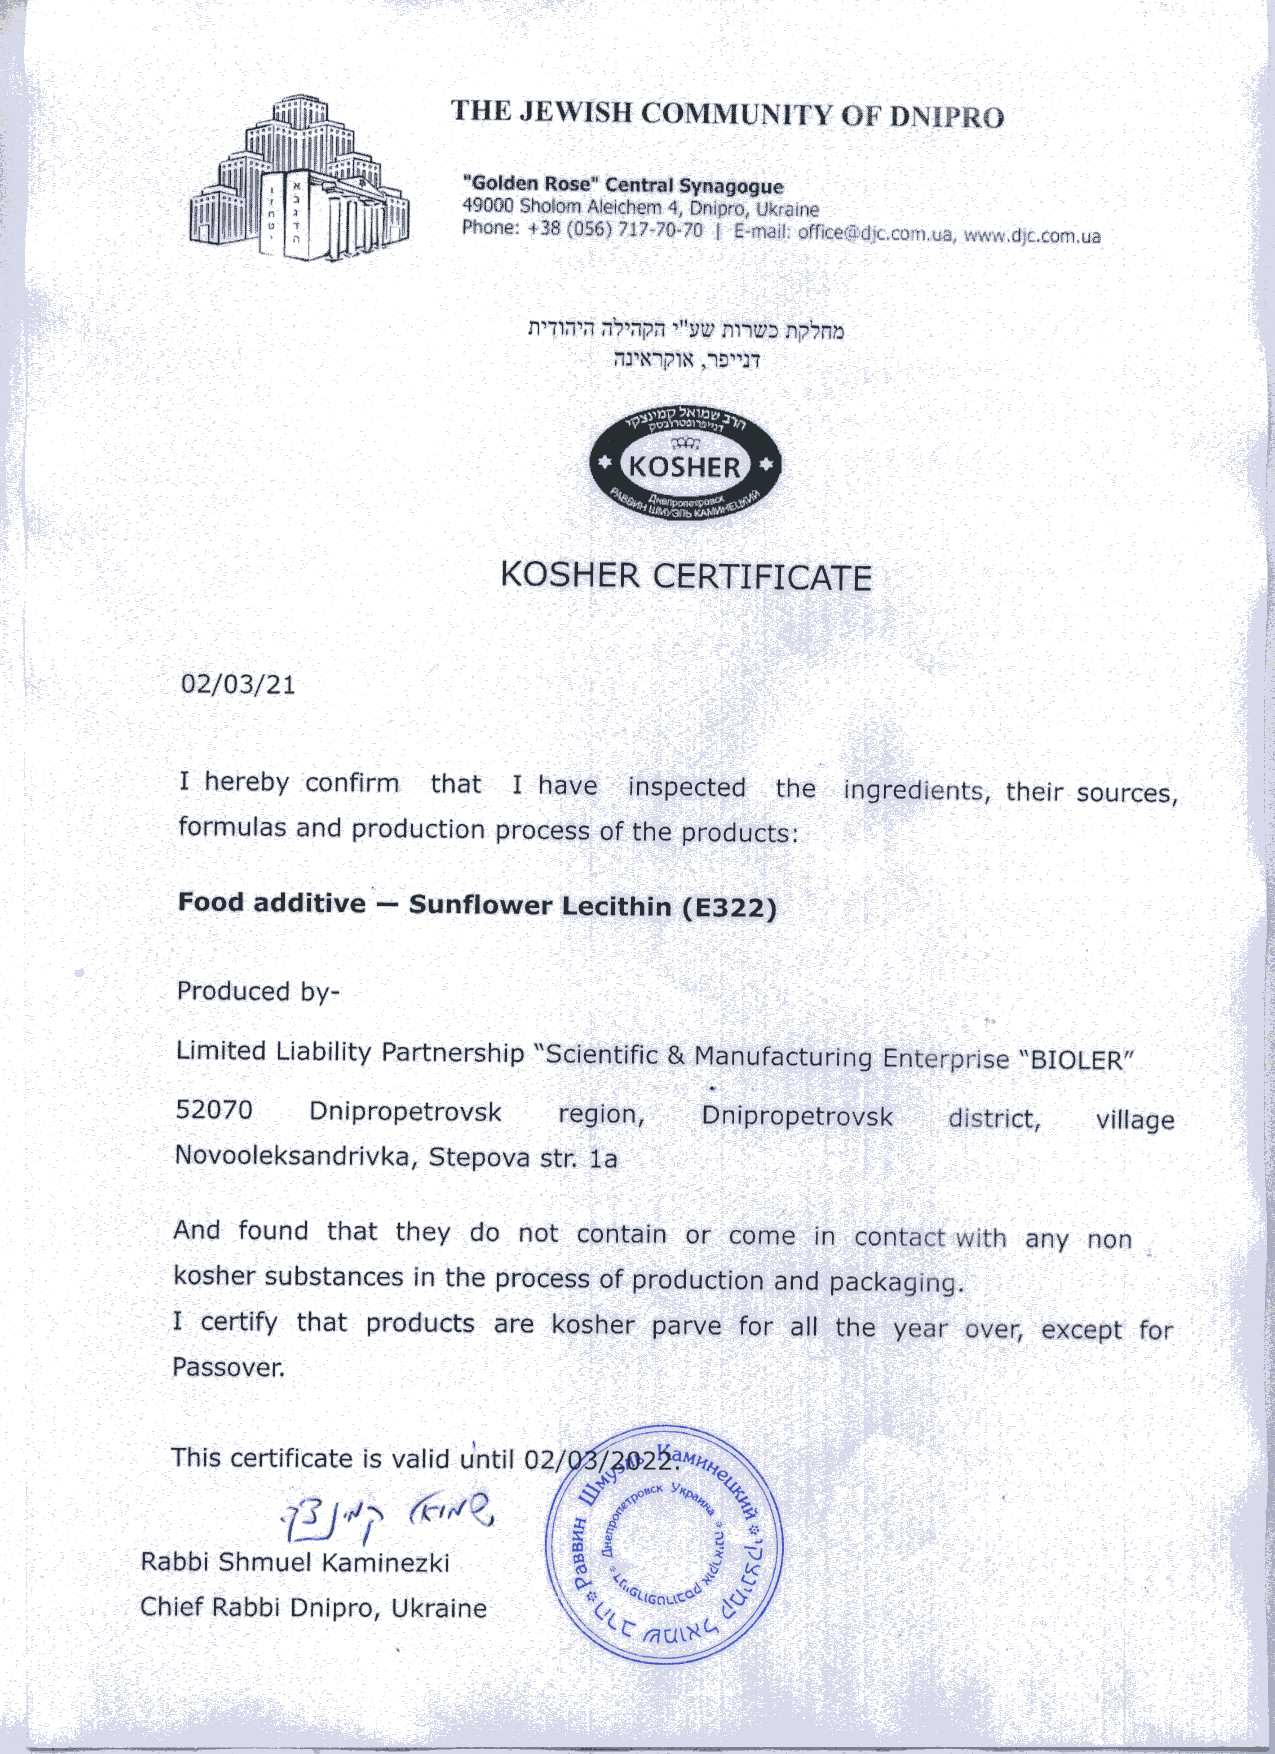 THE JEWISH COMMUNITY OF DNIPRO
"Golden Rose" Central Synagogue
49000 Sholom Aleichem 4, Dnipro, Ukraine
Phone: +38 (056) 717-70-70 | E-mail: office@djc.com.ua, www.djc.com.ua
מחלקת כשרות שע"י הקהילה היהודית
דנייפר, אוקראינה
הרב שמואל קמינצקי
דנייפרופטרובסק
KOSHER
Днепропетровск
РАВВИН ШМУЭЛЬ КАМИНЕЦКИЙ
KOSHER CERTIFICATE
02/03/21
I hereby confirm that I have inspected the ingredients, their sources,
formulas and production process of the products:
Food additive — Sunflower Lecithin (E322)
Produced by-
Limited Liability Partnership "Scientific & Manufacturing Enterprise "BIOLER"
52070 Dnipropetrovsk region, Dnipropetrovsk district, village
Novooleksandrivka, Stepova str. 1a
And found that they do not contain or come in contact with any non
kosher substances in the process of production and packaging.
I certify that products are kosher parve for all the year over, except for
Passover.
This certificate is valid until 02/03/2022.
שמואל קמינצקי
Rabbi Shmuel Kaminezki
Chief Rabbi Dnipro, Ukraine
Раввин Шмуэль Каминецкий
Днепропетровск Украина
הרב שמואל קמינצקי